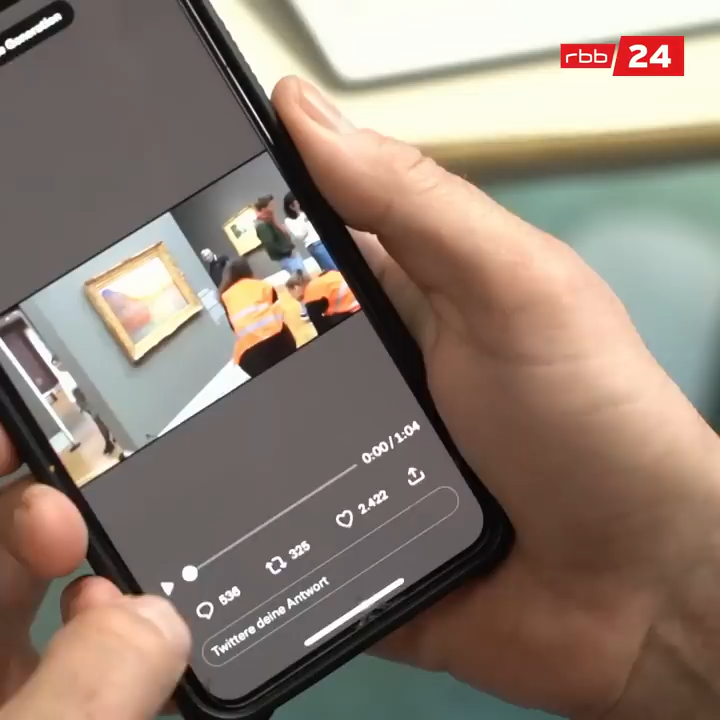 Generation
rbb 24
0:00 / 1:04
536
325
2.422
Twittere deine Antwort